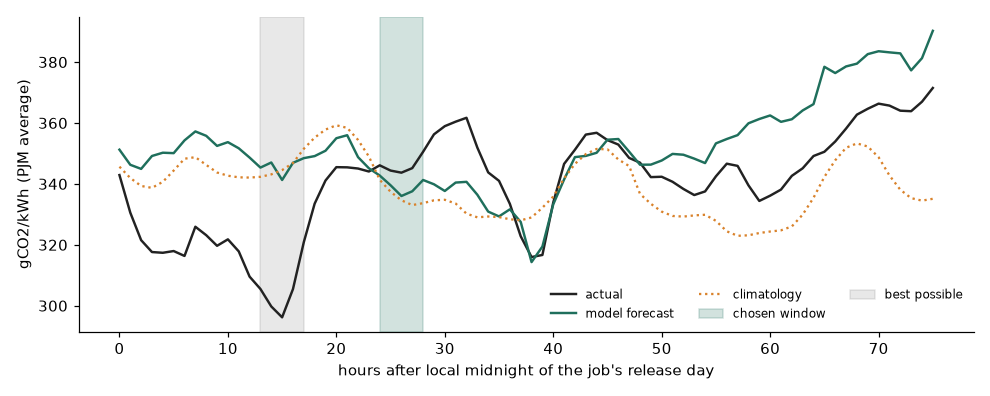 gCO2/kWh (PJM average)
380
360
340
320
300
actual
climatology
best possible
model forecast
chosen window
0 10 20 30 40 50 60 70
hours after local midnight of the job's release day